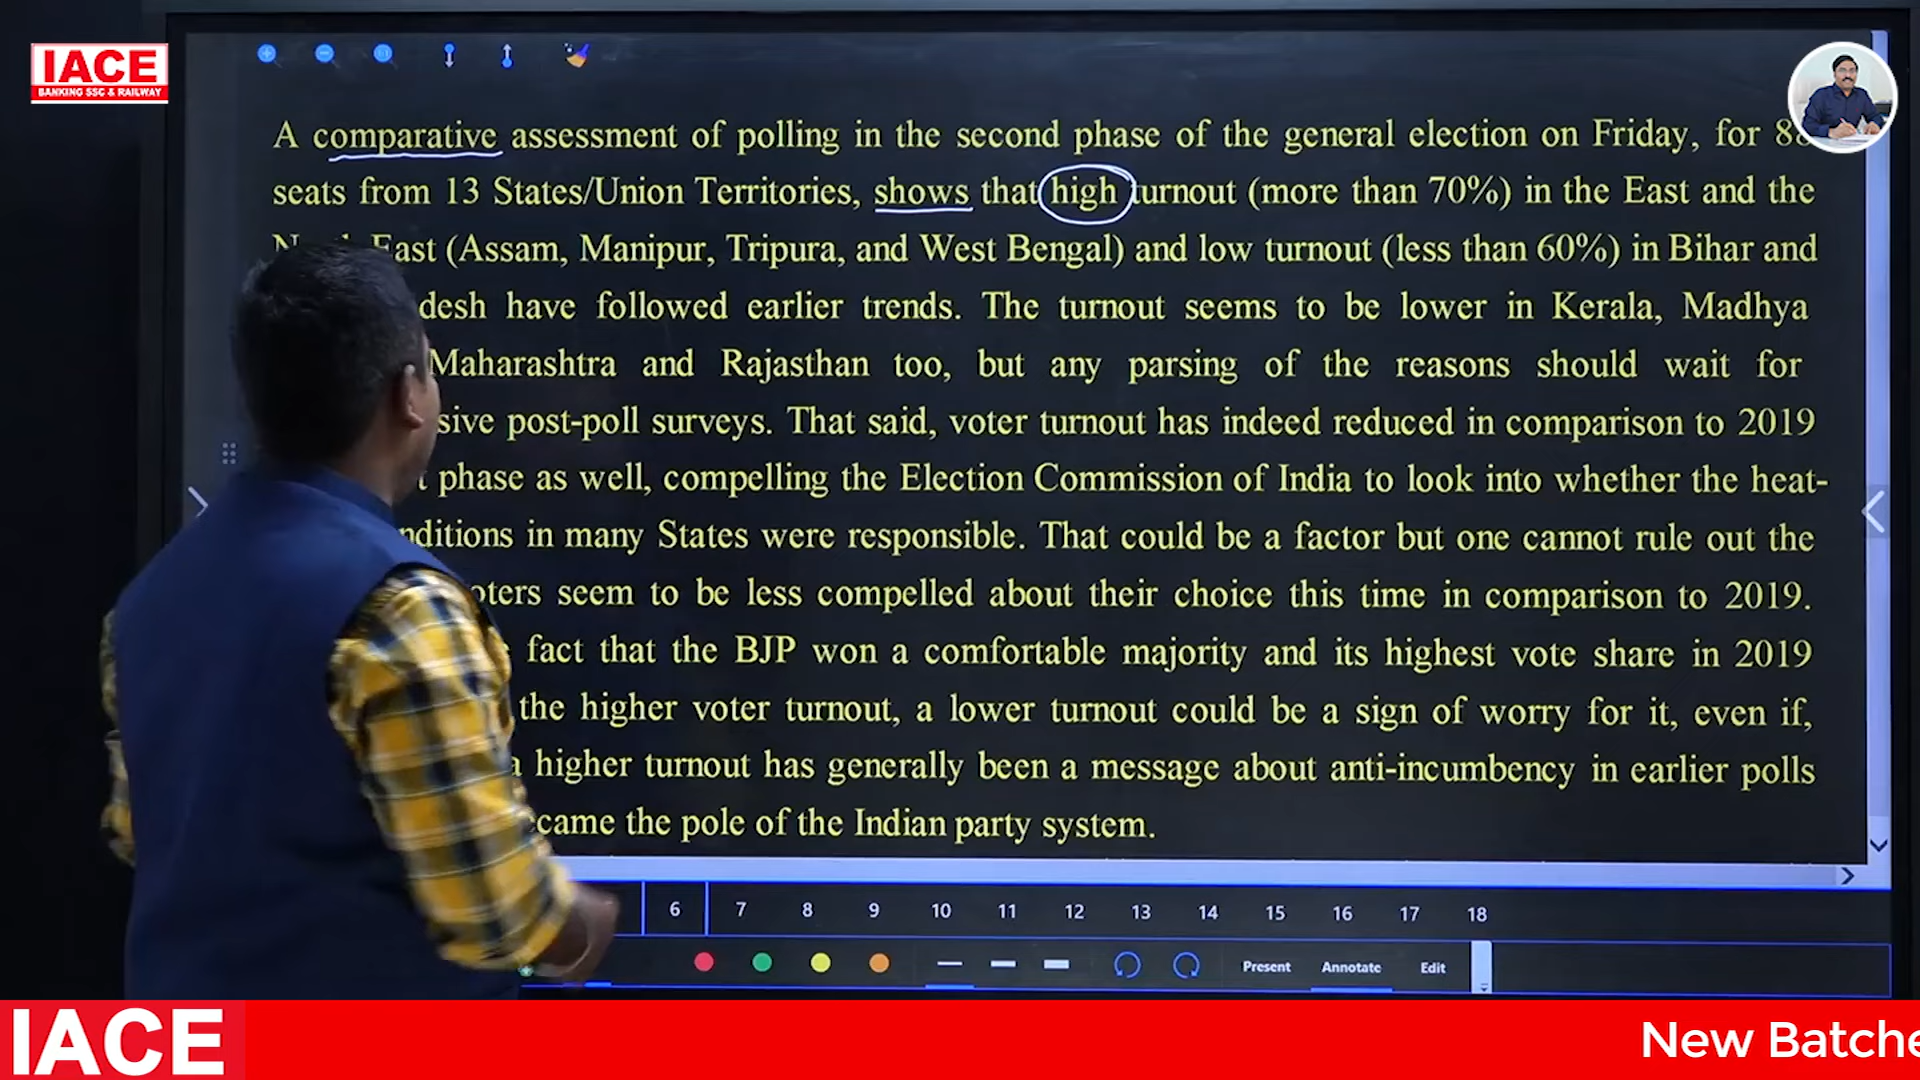 IACE
BANKING SSC & RAILWAY
A comparative assessment of polling in the second phase of the general election on Friday, for
seats from 13 States/Union Territories, shows that high turnout (more than 70%) in the East and the
East (Assam, Manipur, Tripura, and West Bengal) and low turnout (less than 60%) in Bihar and
have followed earlier trends. The turnout seems to be lower in Kerala, Madhya
Maharashtra and Rajasthan too, but any parsing of the reasons should wait for
post-poll surveys. That said, voter turnout has indeed reduced in comparison to 2019
phase as well, compelling the Election Commission of India to look into whether the heat-
in many States were responsible. That could be a factor but one cannot rule out the
seem to be less compelled about their choice this time in comparison to 2019.
fact that the BJP won a comfortable majority and its highest vote share in 2019
the higher voter turnout, a lower turnout could be a sign of worry for it, even if,
a higher turnout has generally been a message about anti-incumbency in earlier polls
the pole of the Indian party system.
6 7 8 9 10 11 12 13 14 15 16 17 18
Present Annotate Edit
IACE
New